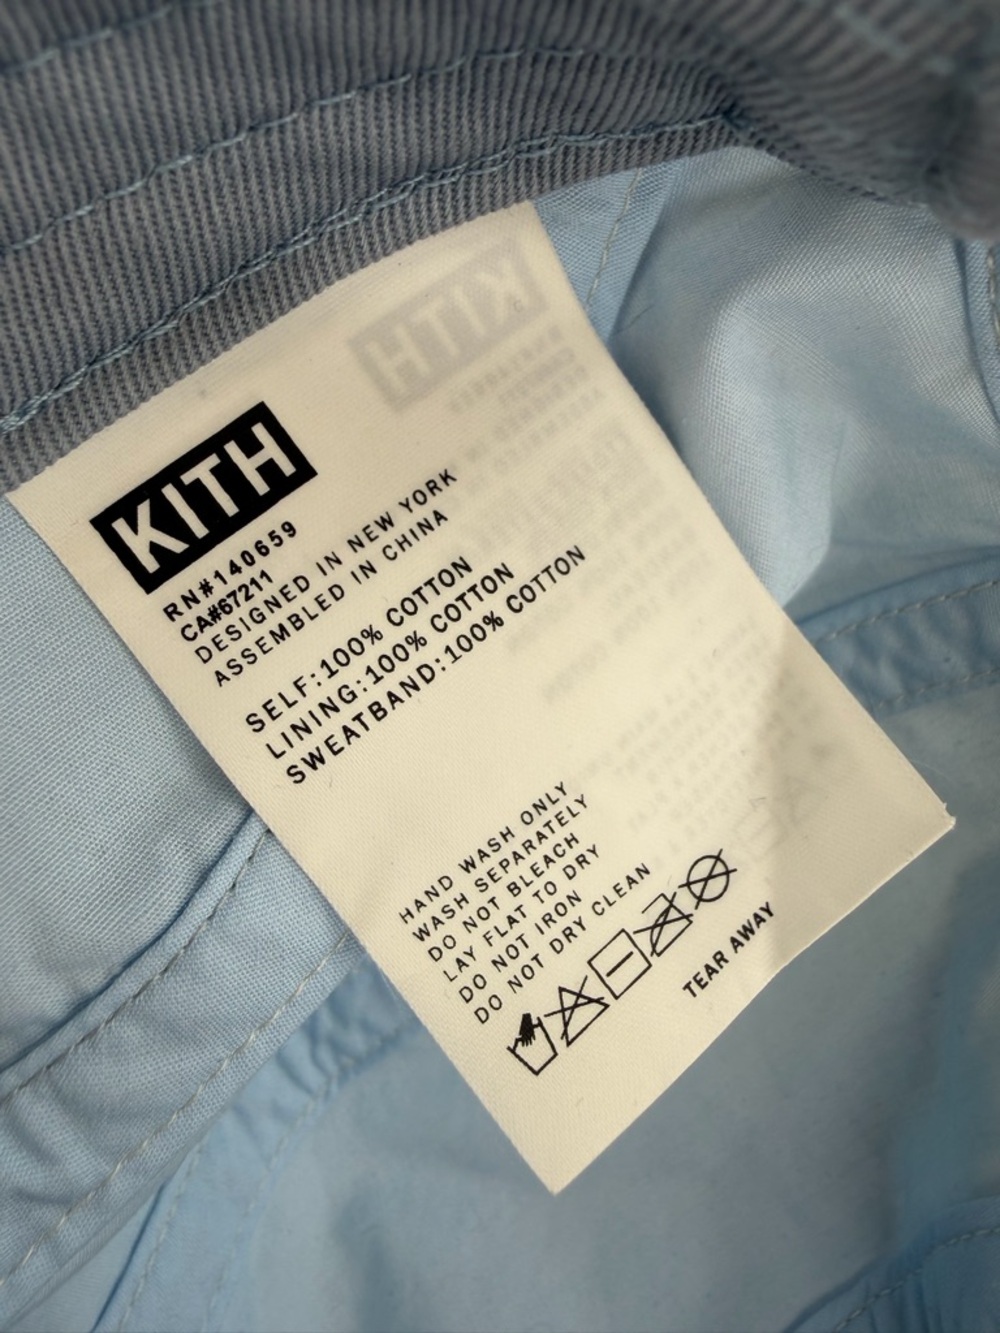 KITH
RN#140659
CA#67211
DESIGNED IN NEW YORK
ASSEMBLED IN CHINA
SELF:100% COTTON
LINING:100% COTTON
SWEATBAND:100% COTTON
HAND WASH ONLY
WASH SEPARATELY
DO NOT BLEACH
LAY FLAT TO DRY
DO NOT IRON
DO NOT DRY CLEAN
TEAR AWAY
KITH